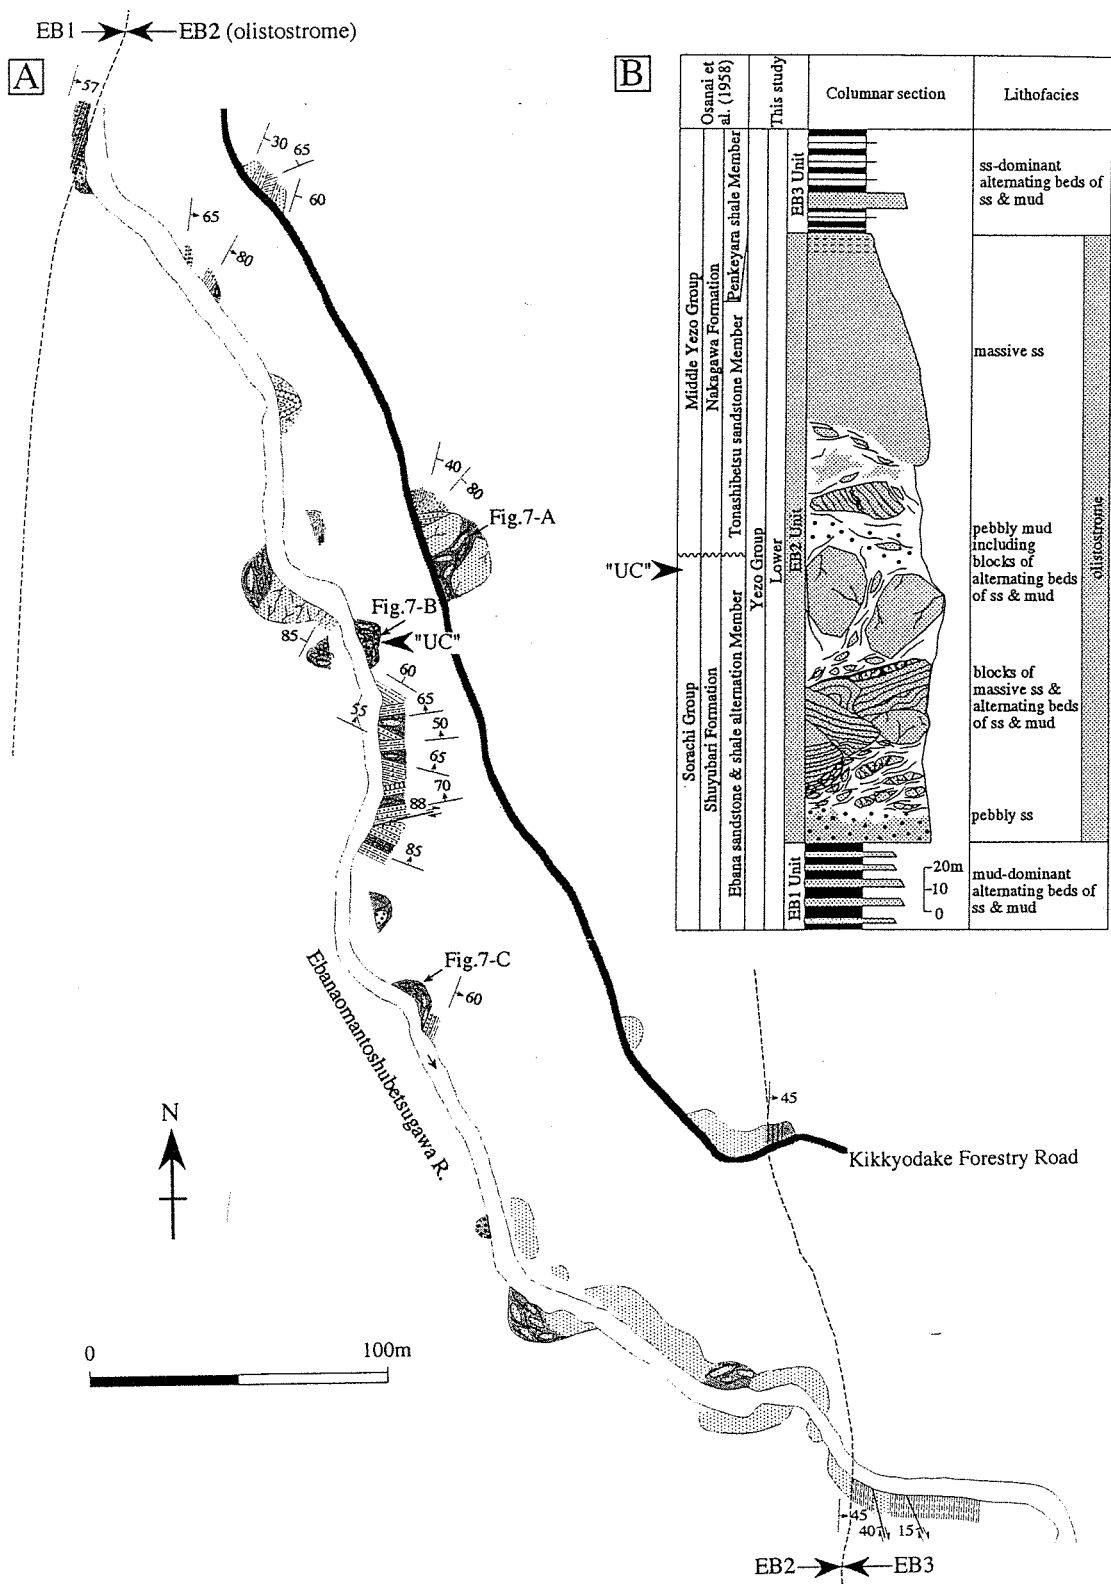 EB1
EB2 (olistostrome)
A
57
30
65
60
65
80
40
80
Fig.7-A
Fig.7-B
"UC"
85
60
65
55
50
65
70
88
85
Fig.7-C
60
Ebanaomantoshubetsugawa R.
N
45
Kikkyodake Forestry Road
0
100m
45
40
15
EB2
EB3
B
Osanai et
al. (1958)
This study
Columnar section
Lithofacies
Middle Yezo Group
Nakagawa Formation
Penkeyara shale Member
Tonashibetsu sandstone Member
"UC"
Sorachi Group
Shuyubari Formation
Ebana sandstone & shale alternation Member
Yezo Group
Lower
EB3 Unit
EB2 Unit
EB1 Unit
20m
10
0
ss-dominant
alternating beds of
ss & mud
massive ss
pebbly mud
including
blocks of
alternating beds
of ss & mud
blocks of
massive ss &
alternating beds
of ss & mud
pebbly ss
mud-dominant
alternating beds of
ss & mud
olistostrome